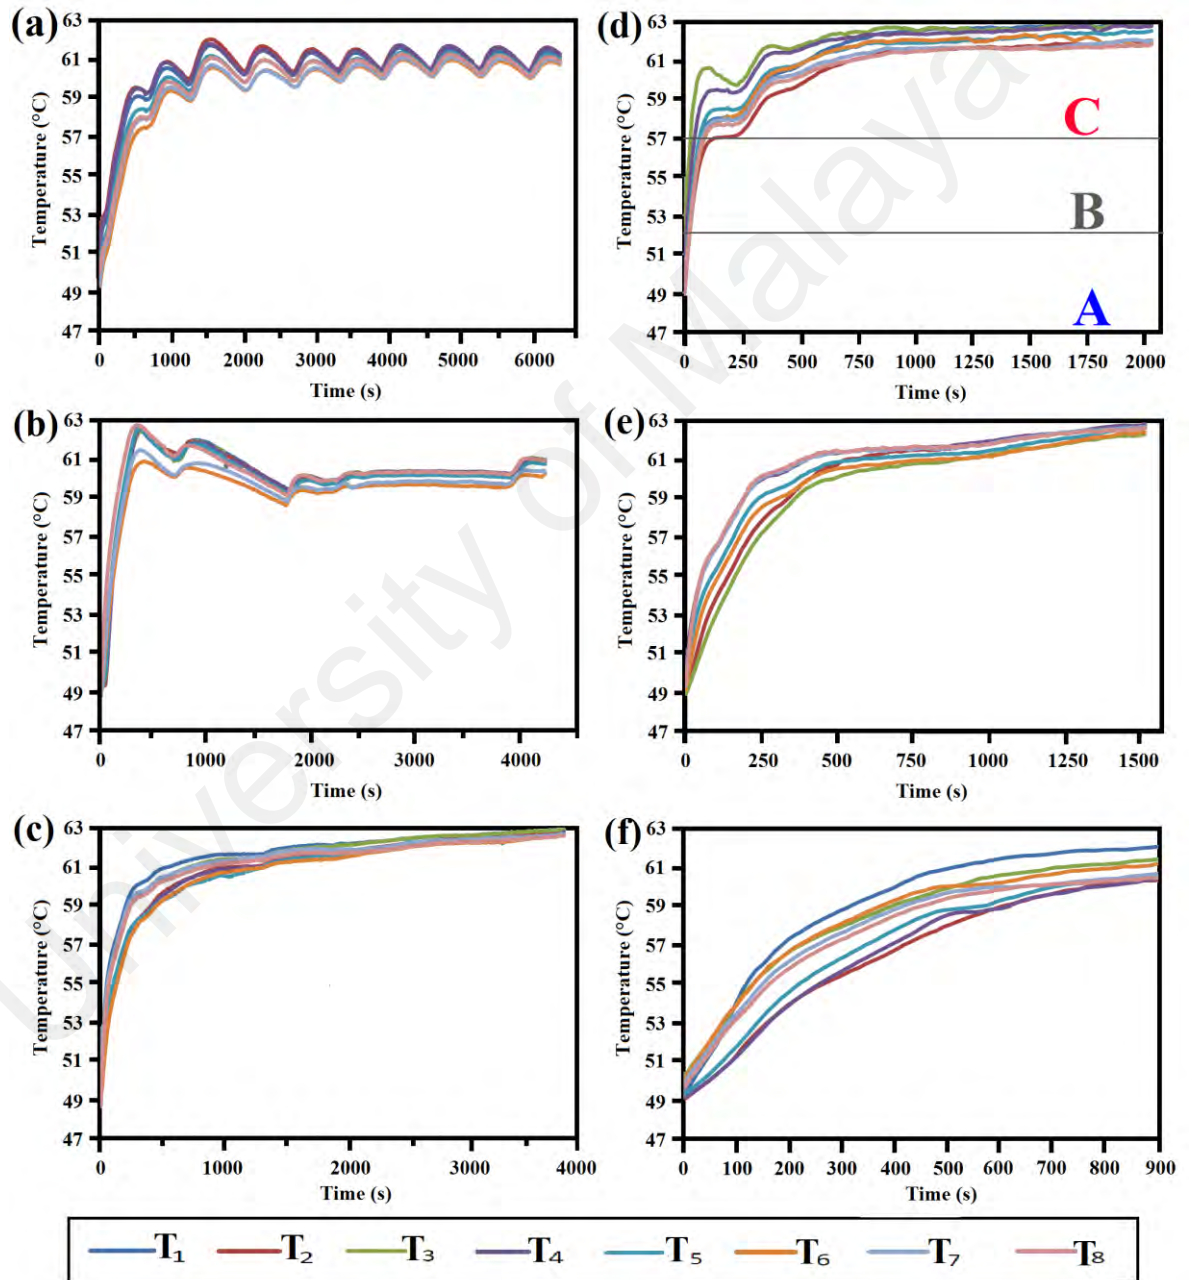 (a)
63
61
59
57
55
53
51
49
47
Temperature (°C)
0 1000 2000 3000 4000 5000 6000
Time (s)
(d)
63
61
59
57
55
53
51
49
47
Temperature (°C)
C
B
A
0 250 500 750 1000 1250 1500 1750 2000
Time (s)
(b)
63
61
59
57
55
53
51
49
47
Temperature (°C)
0 1000 2000 3000 4000
Time (s)
(e)
63
61
59
57
55
53
51
49
47
Temperature (°C)
0 250 500 750 1000 1250 1500
Time (s)
(c)
63
61
59
57
55
53
51
49
47
Temperature (°C)
0 1000 2000 3000 4000
Time (s)
(f)
63
61
59
57
55
53
51
49
47
Temperature (°C)
0 100 200 300 400 500 600 700 800 900
Time (s)
T₁ T₂ T₃ T₄ T₅ T₆ T₇ T₈
University of Malaya